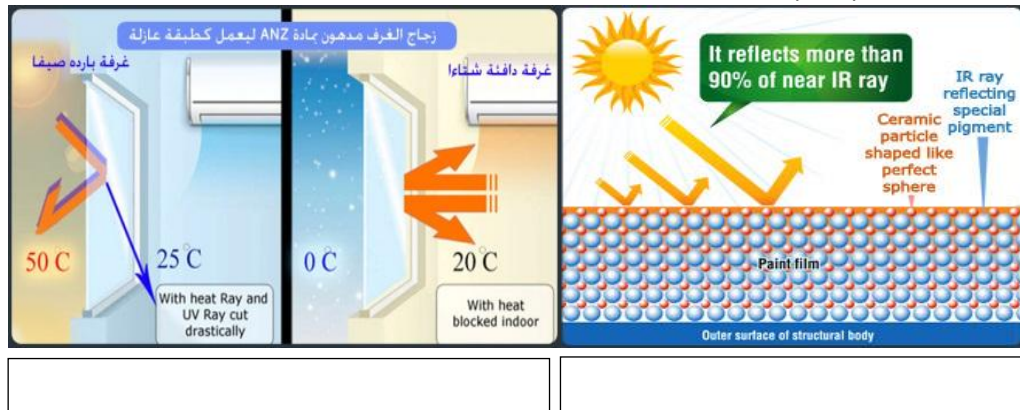 زجاج الغرف مدهون بمادة ANZ ليعمل كطبقة عازلة
غرفة بارده صيفا
50 C
25°C
With heat Ray and
UV Ray cut
drastically
غرفة دافئة شتاءا
0°C
20°C
With heat
blocked indoor
It reflects more than
90% of near IR ray
IR ray
reflecting
special
pigment
Ceramic
particle
shaped like
perfect
sphere
Paint film
Outer surface of structural body